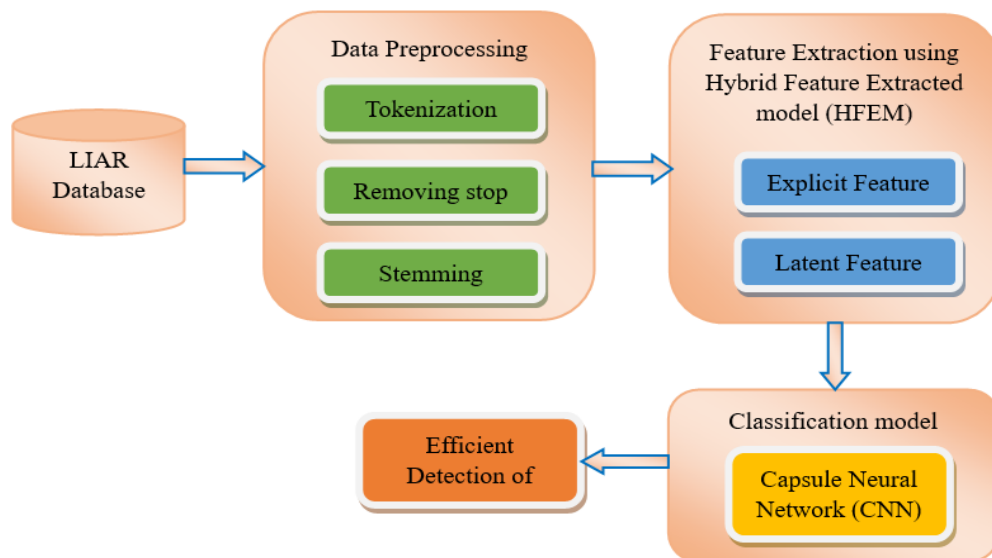 LIAR
Database
Data Preprocessing
Tokenization
Removing stop
Stemming
Feature Extraction using
Hybrid Feature Extracted
model (HFEM)
Explicit Feature
Latent Feature
Classification model
Capsule Neural
Network (CNN)
Efficient
Detection of